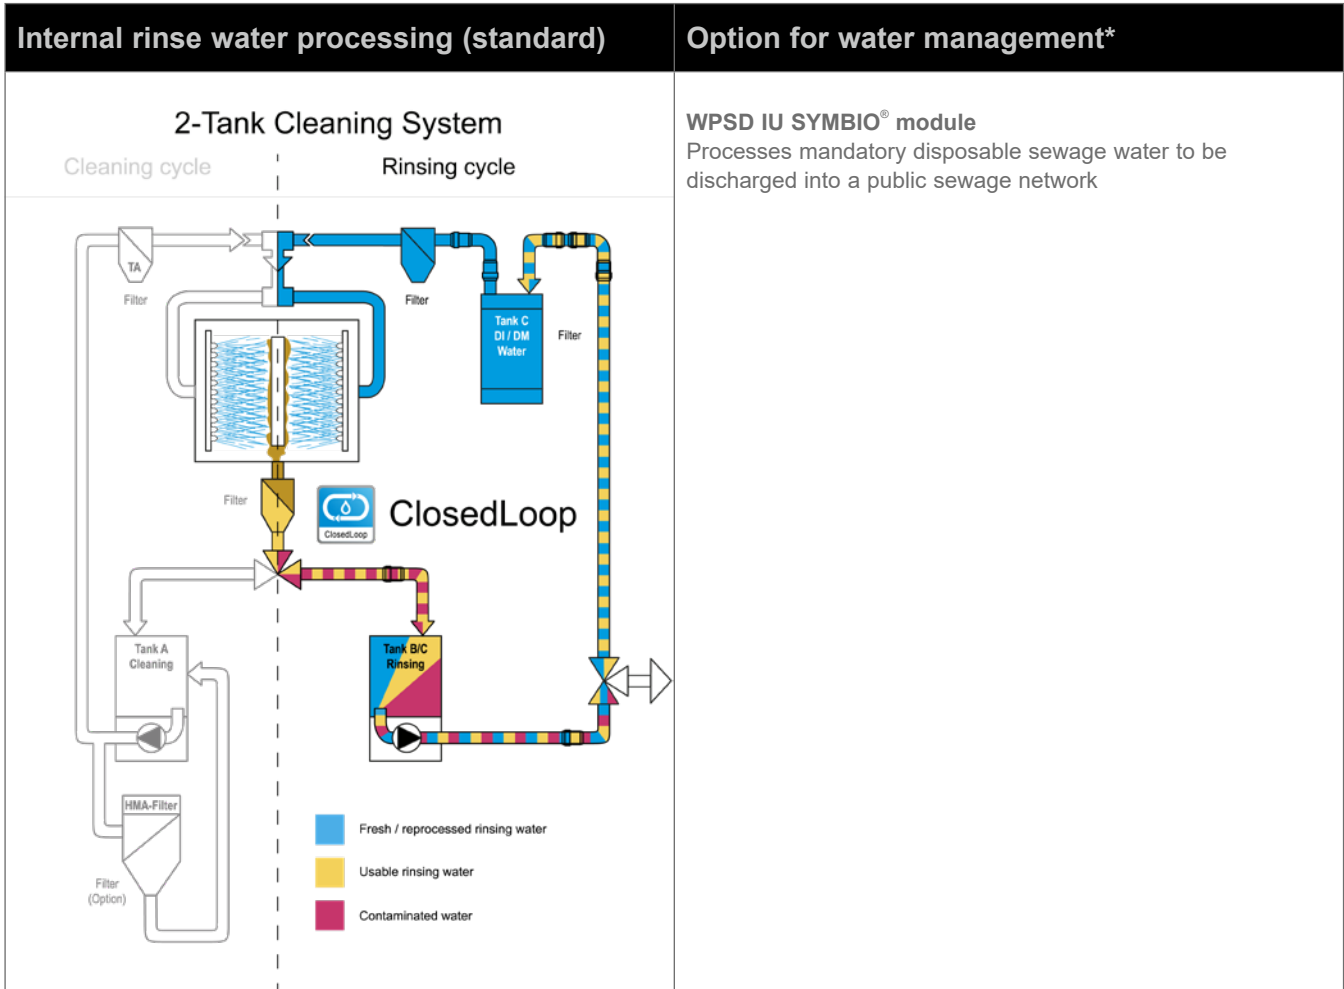 Internal rinse water processing (standard)
Option for water management*
2-Tank Cleaning System
Cleaning cycle
Rinsing cycle
WPSD IU SYMBIO® module
Processes mandatory disposable sewage water to be
discharged into a public sewage network
TA
Filter
Filter
Tank C
DI / DM
Water
Filter
Filter
ClosedLoop
ClosedLoop
Tank A
Cleaning
Tank B/C
Rinsing
HMA-Filter
Filter
(Option)
Fresh / reprocessed rinsing water
Usable rinsing water
Contaminated water